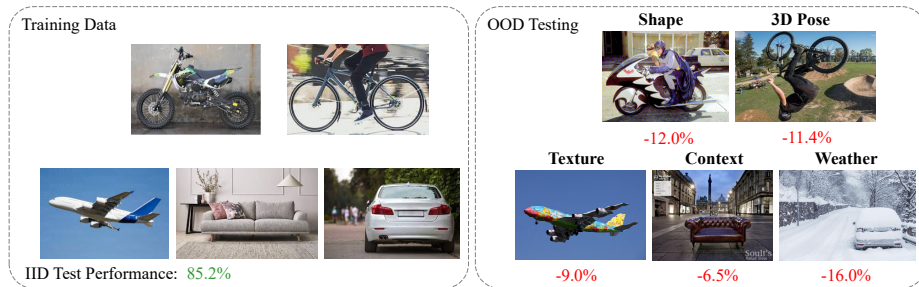 Training Data
IID Test Performance: 85.2%
OOD Testing
Shape
3D Pose
-12.0%
-11.4%
Texture
Context
Weather
Soult's
-9.0%
-6.5%
-16.0%